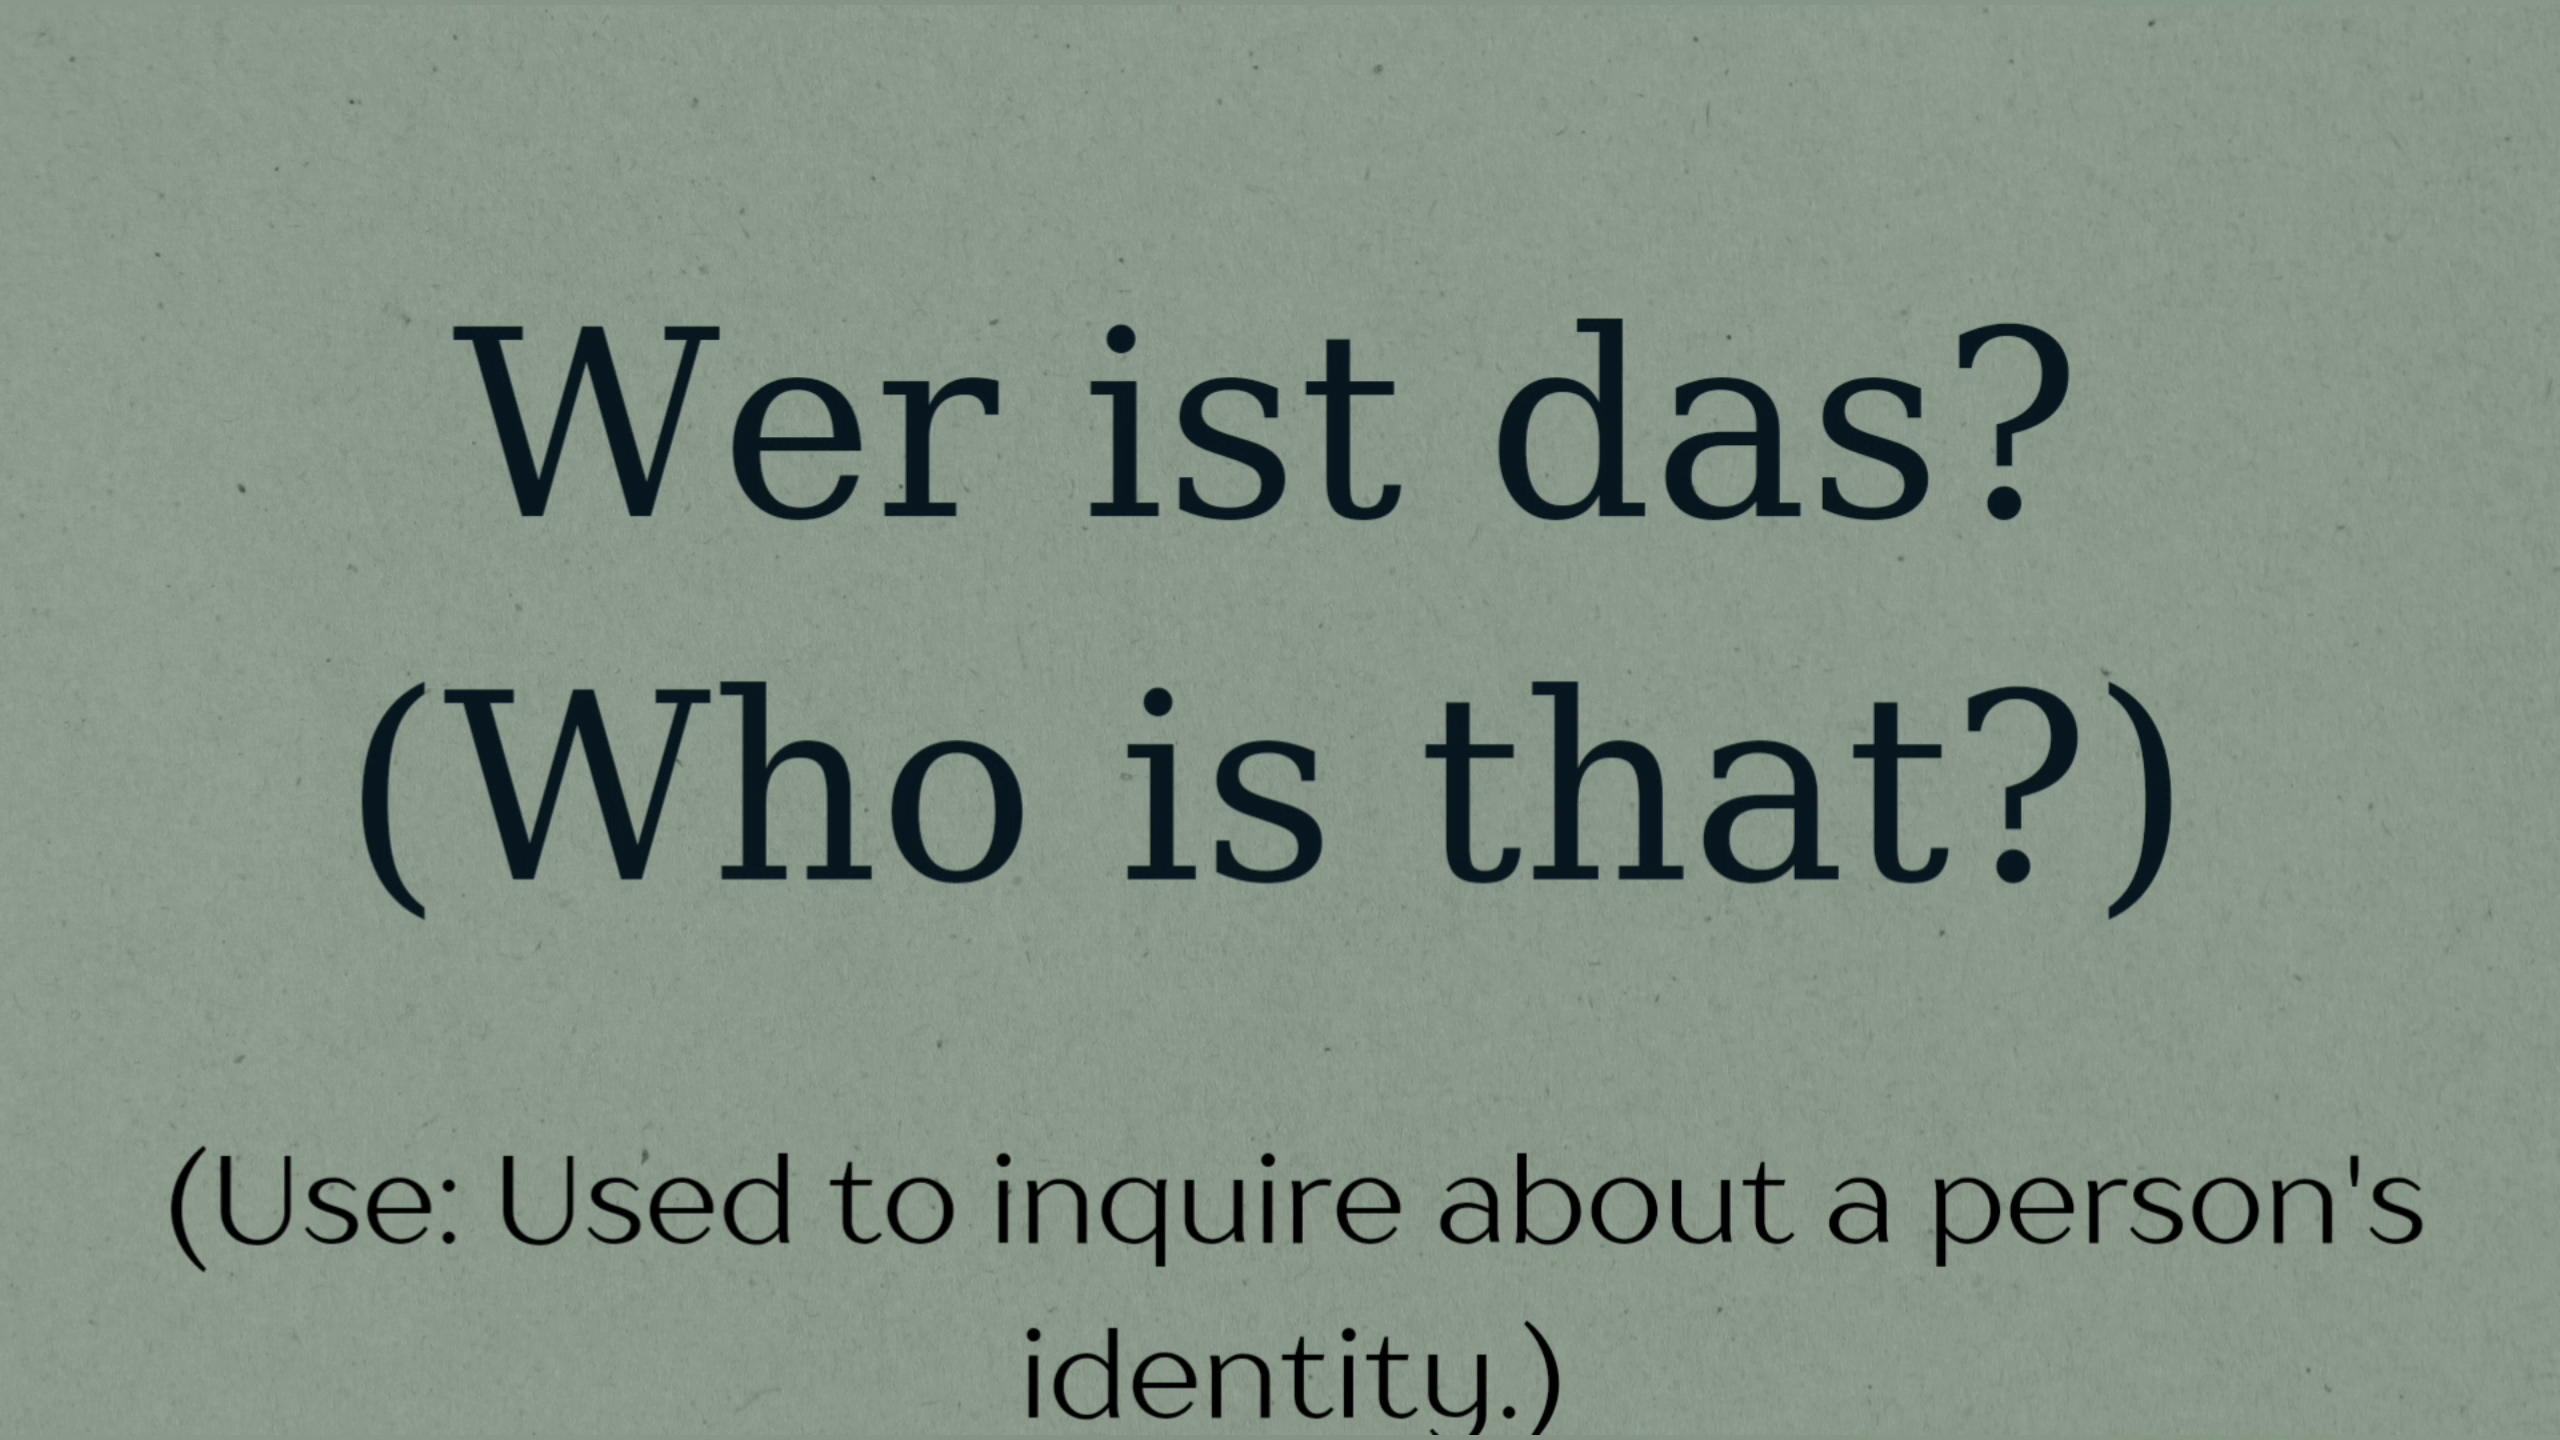 Wer ist das?
(Who is that?)
(Use: Used to inquire about a person's
identity.)